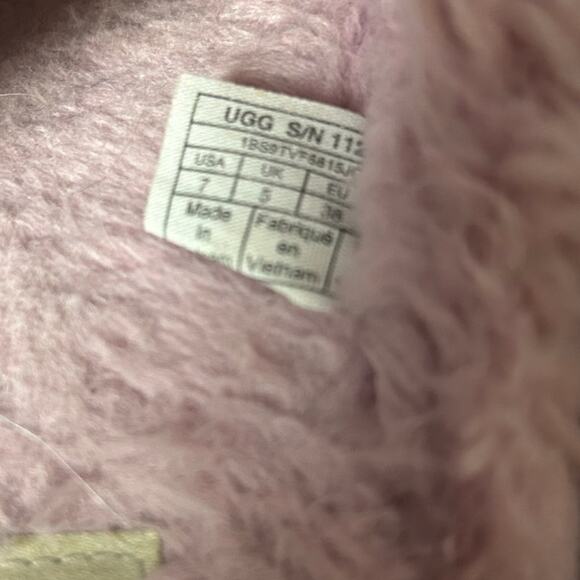 UGG S/N 112
USA UK EU
7 5 38
Made Fabriqué
in en
Vietnam